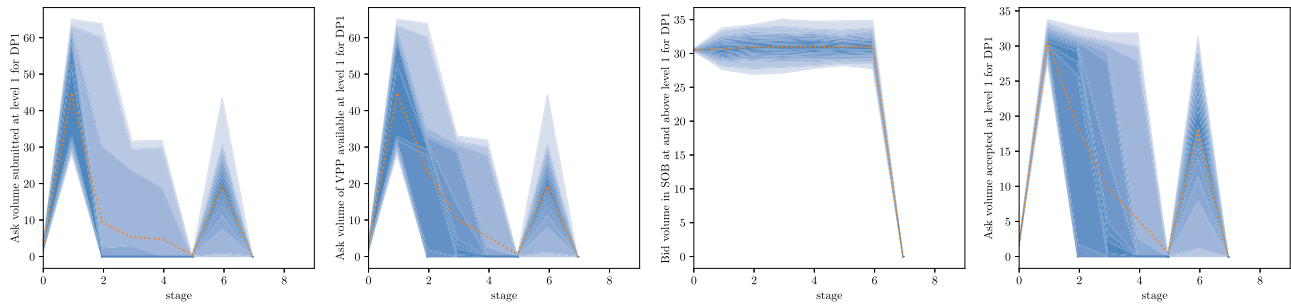 Ask volume submitted at level 1 for DP1
60
50
40
30
20
10
0
0 2 4 6 8
stage
Ask volume of VPP available at level 1 for DP1
60
50
40
30
20
10
0
0 2 4 6 8
stage
Bid volume in SOB at and above level 1 for DP1
35
30
25
20
15
10
5
0
0 2 4 6 8
stage
Ask volume accepted at level 1 for DP1
35
30
25
20
15
10
5
0
0 2 4 6 8
stage